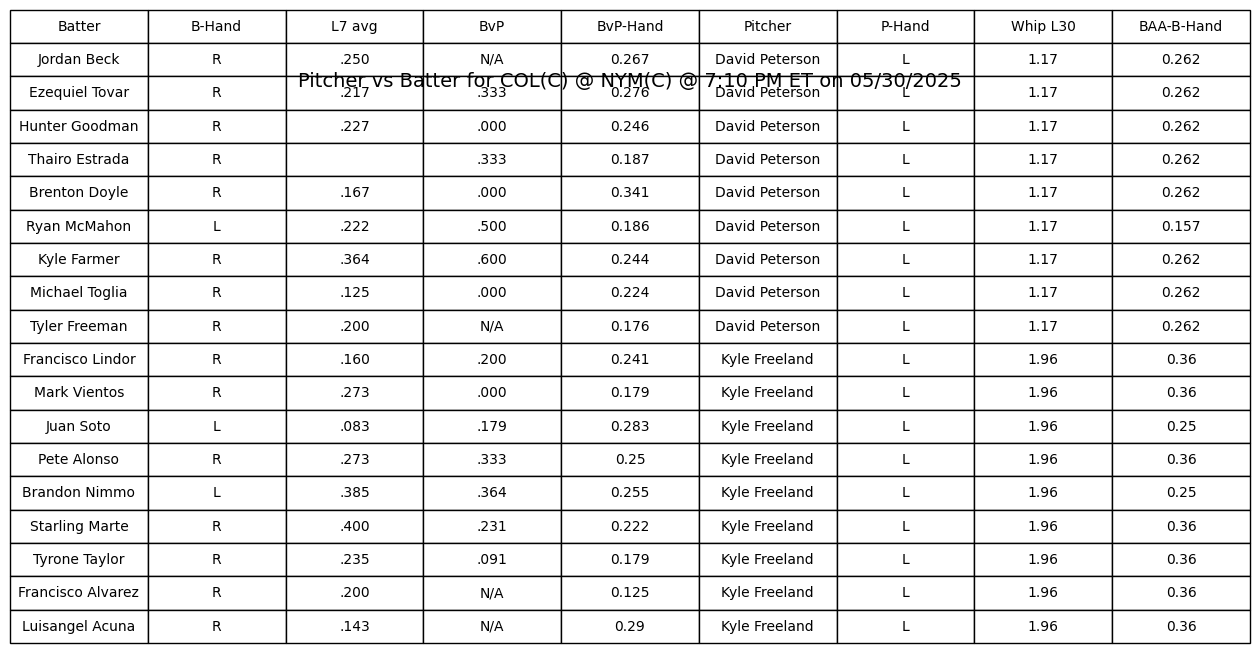 Batter B-Hand L7 avg BvP BvP-Hand Pitcher P-Hand Whip L30 BAA-B-Hand
Jordan Beck R .250 N/A 0.267 David Peterson L 1.17 0.262
Pitcher vs Batter for COL(C) @ NYM(C) @ 7:10 PM ET on 05/30/2025
Ezequiel Tovar R .217 .333 0.276 David Peterson L 1.17 0.262
Hunter Goodman R .227 .000 0.246 David Peterson L 1.17 0.262
Thairo Estrada R .333 0.187 David Peterson L 1.17 0.262
Brenton Doyle R .167 .000 0.341 David Peterson L 1.17 0.262
Ryan McMahon L .222 .500 0.186 David Peterson L 1.17 0.157
Kyle Farmer R .364 .600 0.244 David Peterson L 1.17 0.262
Michael Toglia R .125 .000 0.224 David Peterson L 1.17 0.262
Tyler Freeman R .200 N/A 0.176 David Peterson L 1.17 0.262
Francisco Lindor R .160 .200 0.241 Kyle Freeland L 1.96 0.36
Mark Vientos R .273 .000 0.179 Kyle Freeland L 1.96 0.36
Juan Soto L .083 .179 0.283 Kyle Freeland L 1.96 0.25
Pete Alonso R .273 .333 0.25 Kyle Freeland L 1.96 0.36
Brandon Nimmo L .385 .364 0.255 Kyle Freeland L 1.96 0.25
Starling Marte R .400 .231 0.222 Kyle Freeland L 1.96 0.36
Tyrone Taylor R .235 .091 0.179 Kyle Freeland L 1.96 0.36
Francisco Alvarez R .200 N/A 0.125 Kyle Freeland L 1.96 0.36
Luisangel Acuna R .143 N/A 0.29 Kyle Freeland L 1.96 0.36